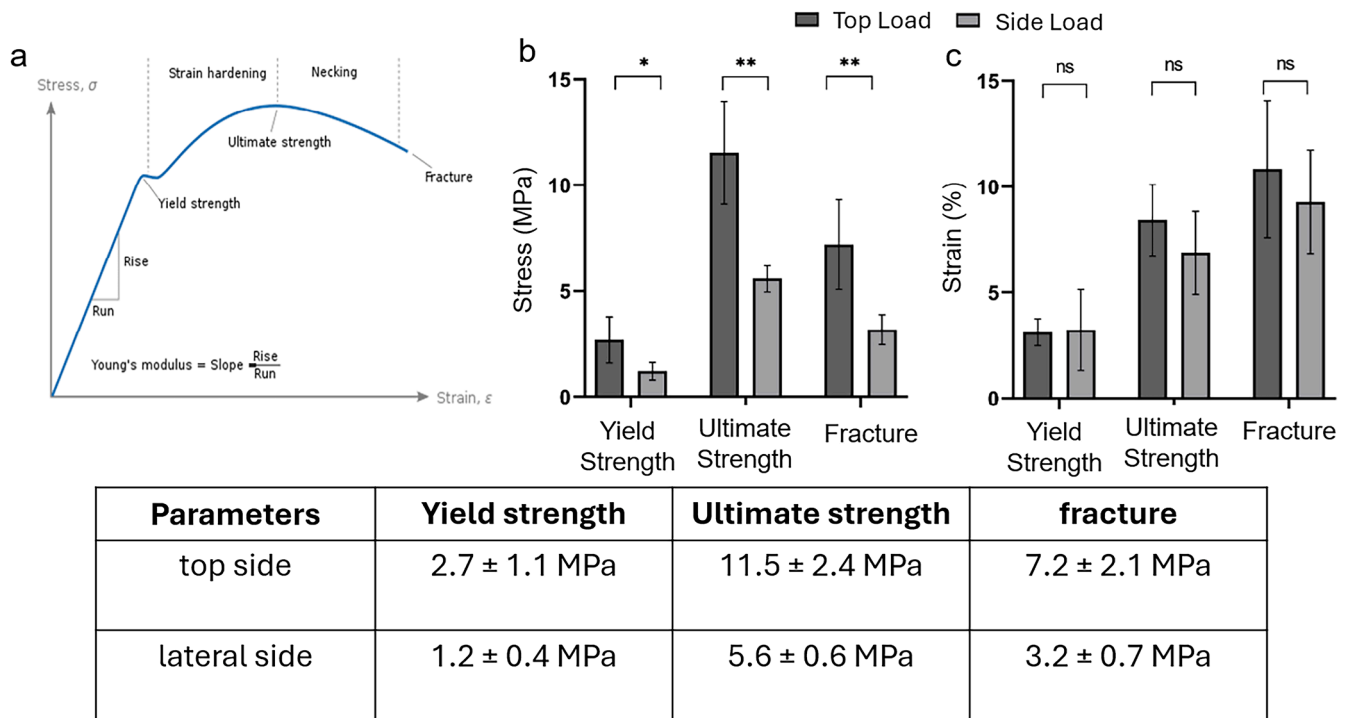 Top Load
Side Load
a
Stress, σ
Strain hardening
Necking
Ultimate strength
Fracture
Yield strength
Rise
Run
Young's modulus = Slope = Rise
Run
Strain, ε
b
15
10
5
0
Stress (MPa)
*
**
**
Yield
Strength
Ultimate
Strength
Fracture
c
15
10
5
0
Strain (%)
ns
ns
ns
Yield
Strength
Ultimate
Strength
Fracture
Parameters Yield strength Ultimate strength fracture
top side 2.7 ± 1.1 MPa 11.5 ± 2.4 MPa 7.2 ± 2.1 MPa
lateral side 1.2 ± 0.4 MPa 5.6 ± 0.6 MPa 3.2 ± 0.7 MPa